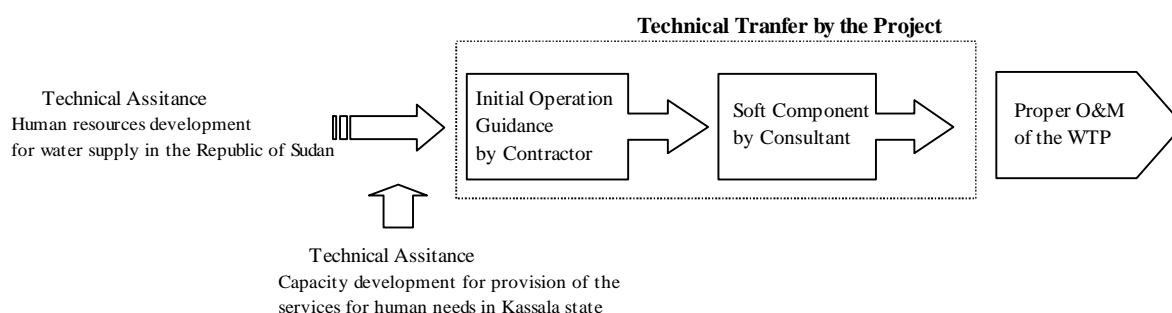 Technical Tranfer by the Project
Technical Assitance
Human resources development
for water supply in the Republic of Sudan
Initial Operation
Guidance
by Contractor
Soft Component
by Consultant
Proper O&M
of the WTP
Technical Assitance
Capacity development for provision of the
services for human needs in Kassala state